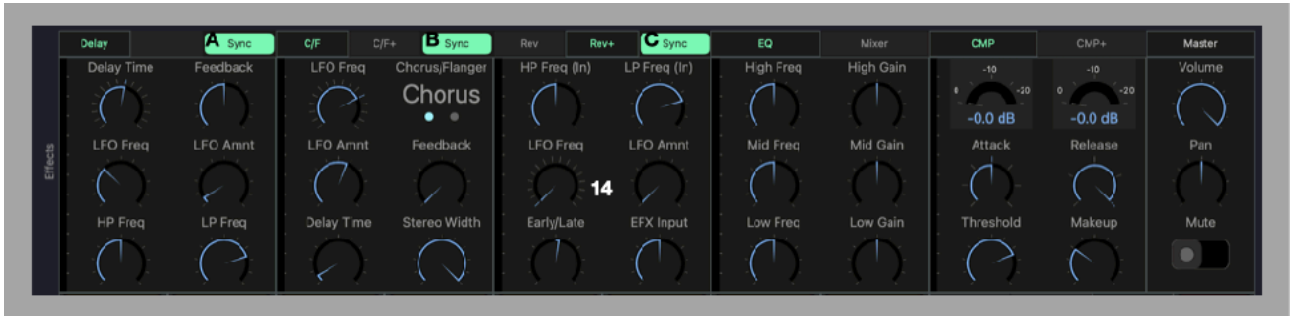 Delay A Sync C/F C/F+ B Sync Rev Rev+ C Sync EQ Mixer CMP CMP+ Master
Delay Time Feedback LFO Freq Chorus/Flanger HP Freq (In) LP Freq (In) High Freq High Gain -10 -10 Volume
Chorus 0 -20 0 -20
-0.0 dB -0.0 dB
Effects
LFO Freq LFO Amnt LFO Amnt Feedback LFO Freq LFO Amnt Mid Freq Mid Gain Attack Release Pan
14
HP Freq LP Freq Delay Time Stereo Width Early/Late EFX Input Low Freq Low Gain Threshold Makeup Mute